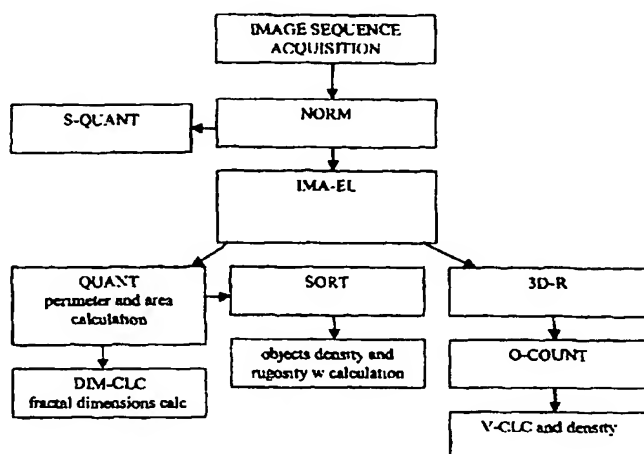 IMAGE SEQUENCE
ACQUISITION
S-QUANT
NORM
IMA-EL
QUANT
perimeter and area
calculation
SORT
3D-R
objects density and
rugosity w calculation
O-COUNT
DIM-CLC
fractal dimensions calc
V-CLC and density